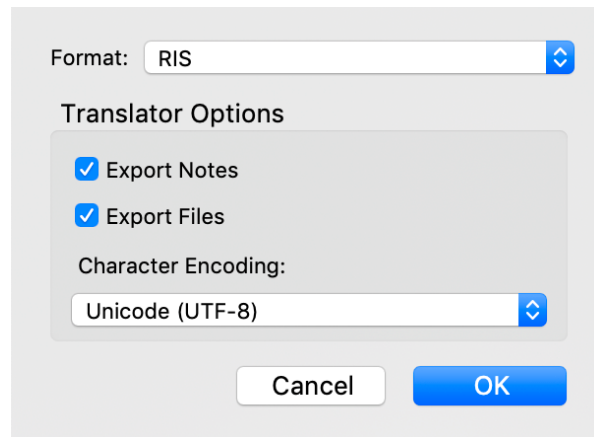 Format: RIS
Translator Options
Export Notes
Export Files
Character Encoding:
Unicode (UTF-8)
Cancel OK